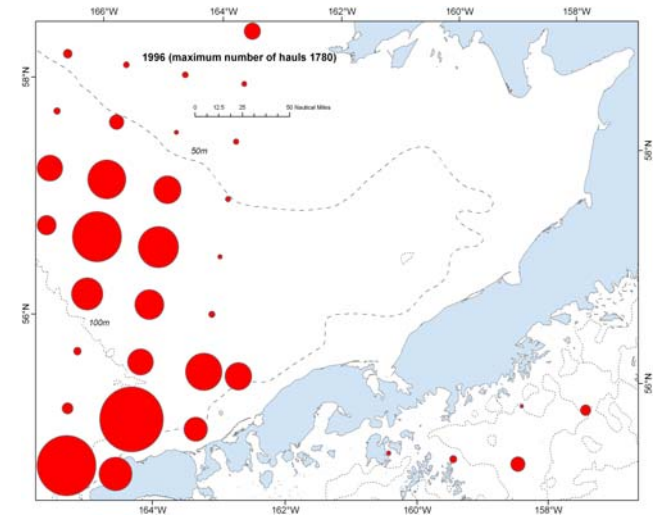 166°W 164°W 162°W 160°W 158°W
1996 (maximum number of hauls 1780)
58°N
0 12.5 25 50 Nautical Miles
50m
58°N
56°N
100m
56°N
164°W 162°W 160°W 158°W